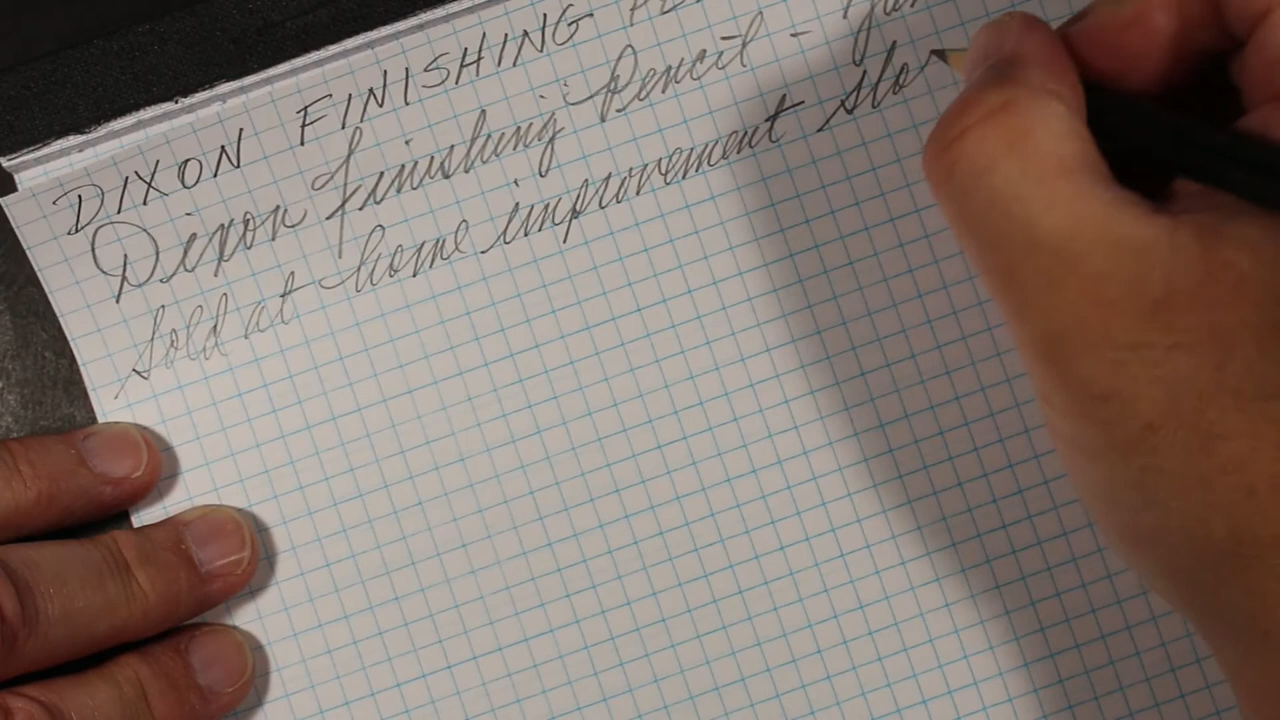 DIXON FINISHING
Dixon Finishing Pencil -
Sold at home improvement sto